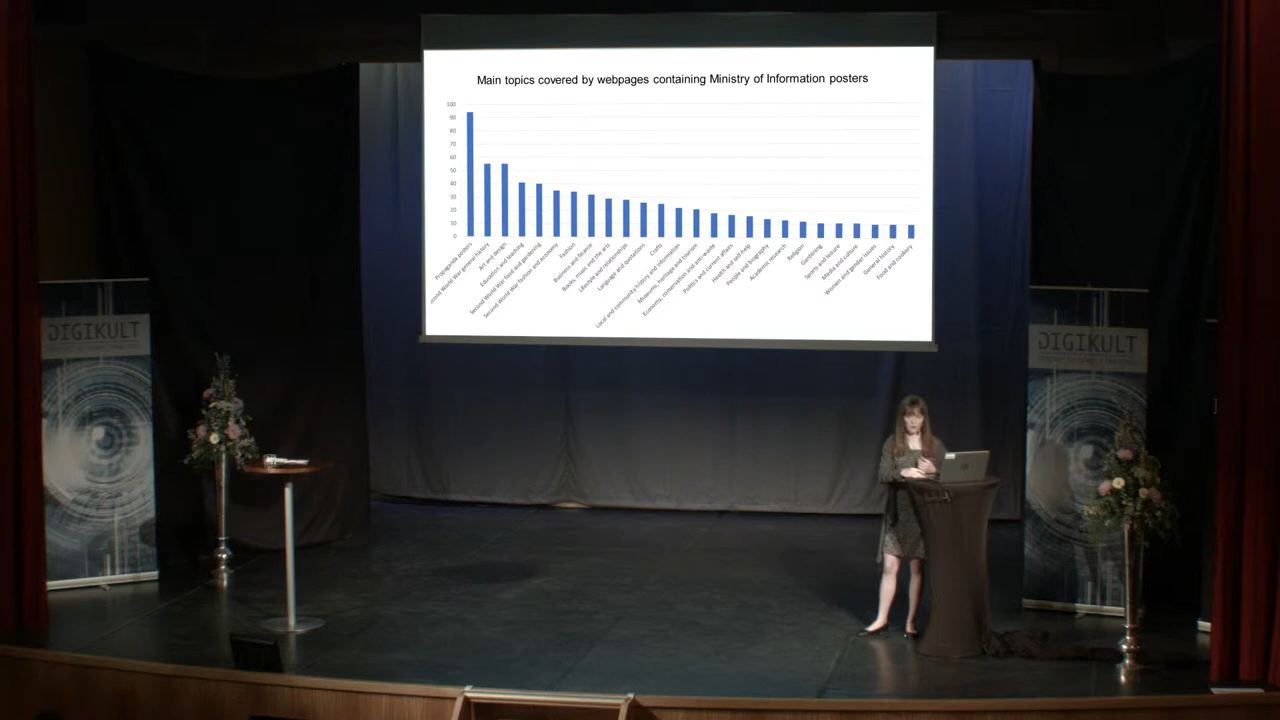 Main topics covered by webpages containing Ministry of Information posters
100
90
80
70
60
50
40
30
20
10
0
Propaganda posters
Second World War general history
Art and design
Education and teaching
Second World War food and gardening
Second World War fashion and economy
Fashion
Business and finance
Books, music and the arts
Lifestyle and relationships
Language and quotations
Crafts
Local and community history and information
Museums, heritage and tourism
Economy, conservation and anti-waste
Politics and current affairs
Health and self-help
People and biography
Academic research
Religion
Gardening
Sports and leisure
Media and culture
Women and gender issues
General history
Food and cookery
DIGIKULT
DIGIKULT